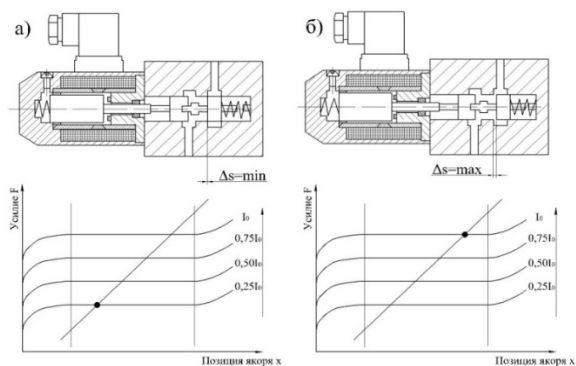 а)
Δs=min
Усилие F
I₀
0,75I₀
0,50I₀
0,25I₀
Позиция якоря x
б)
Δs=max
Усилие F
I₀
0,75I₀
0,50I₀
0,25I₀
Позиция якоря x